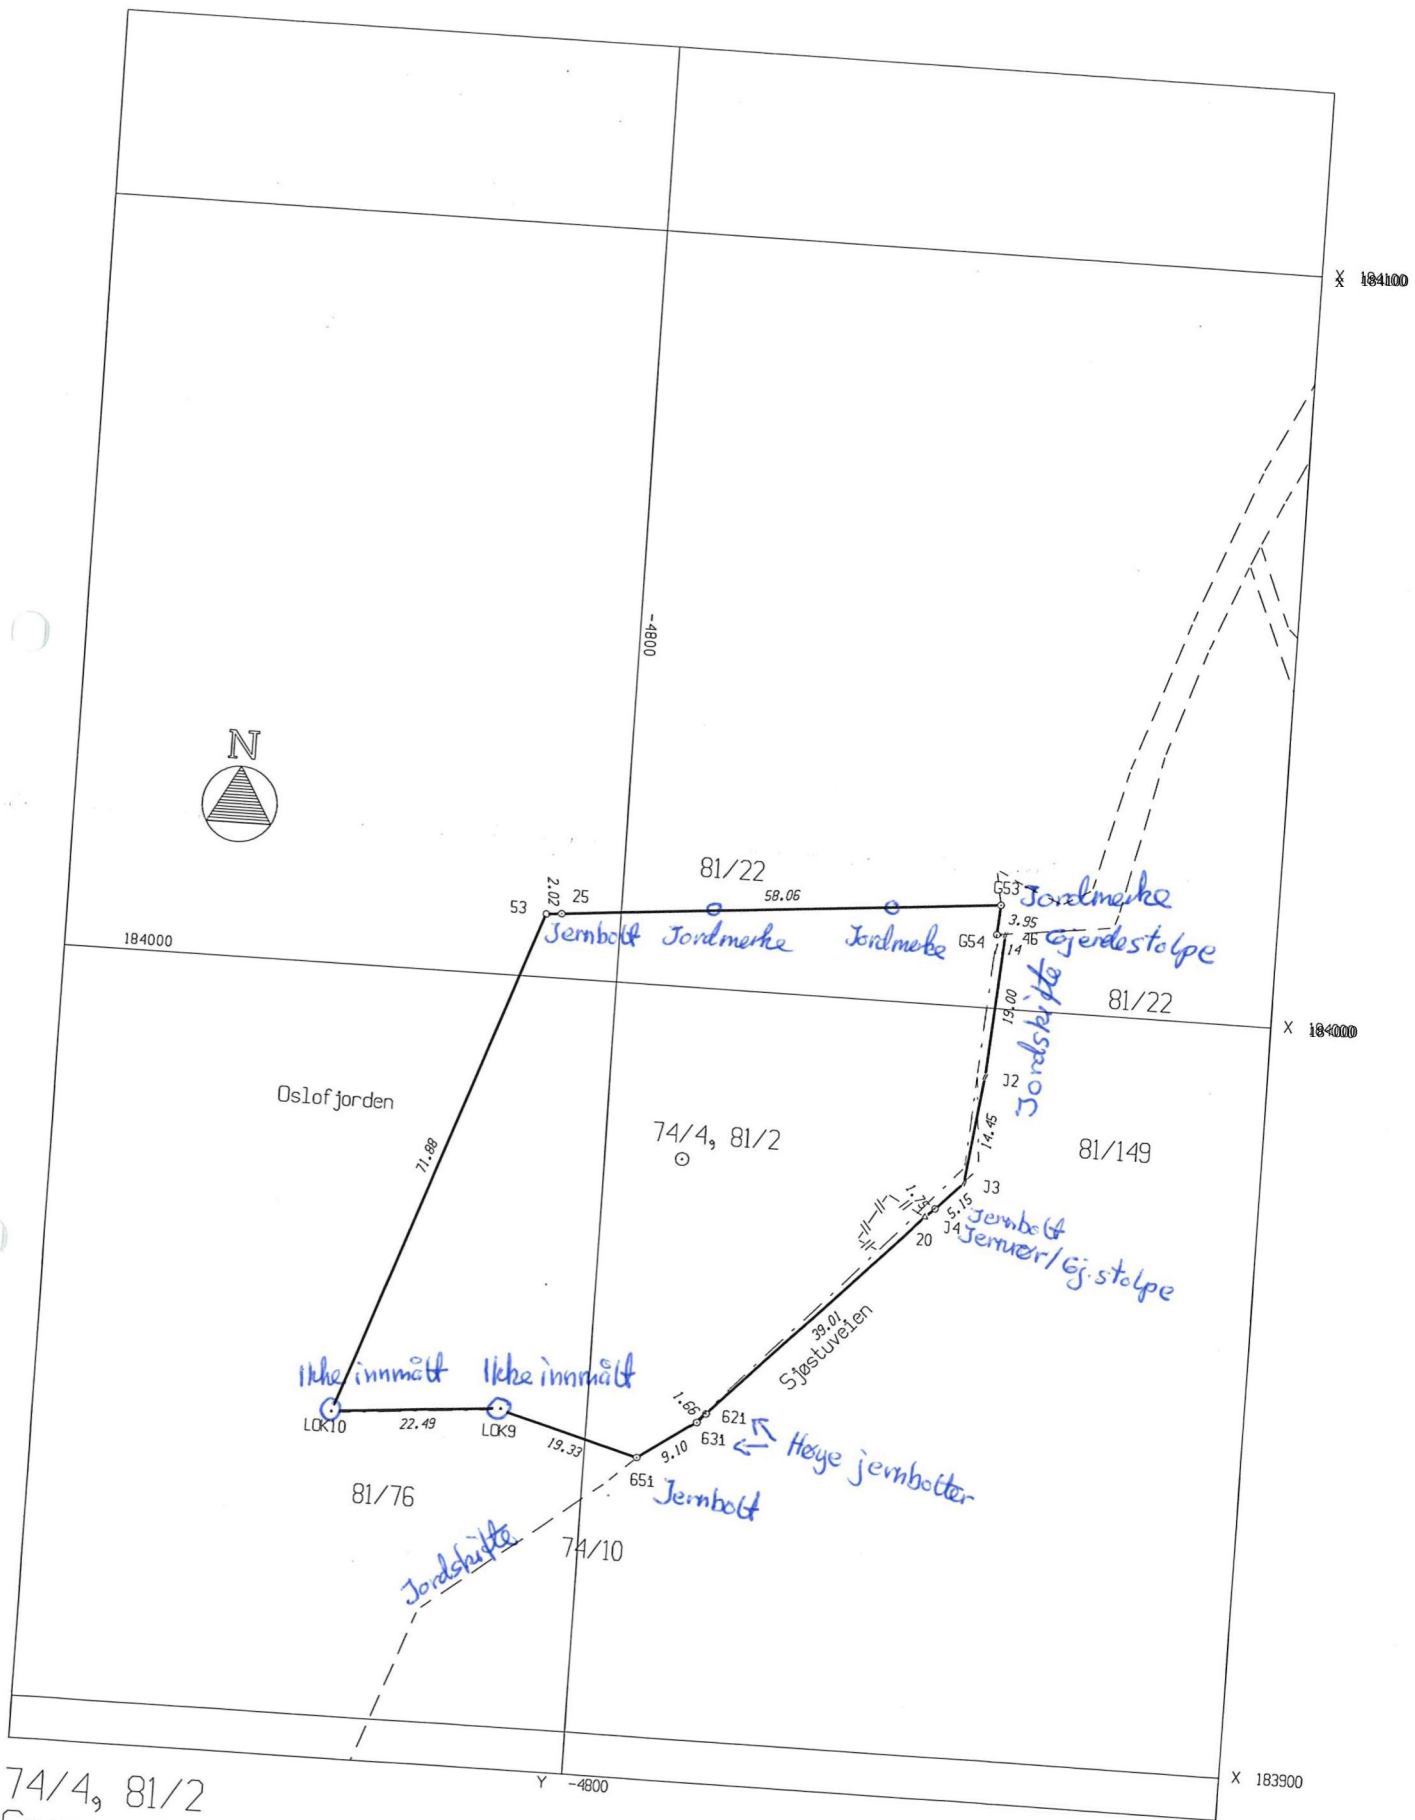 X 184100
-4800
N
81/22
2.02
58.06
53
25
G53
Jordmerke
3.95
Jernbolt
Jordmerke
Jordmerke
G54
46
Gjerdestolpe
14
184000
19.00
Jordskifte
81/22
X 184000
J2
Oslofjorden
74/4, 81/2
14.45
81/149
71.88
J3
1.74
5.15
Jernbolt
J4
20
Jernrør/Gj.stolpe
39.01
Sjøstuveien
Ikke innmålt
Ikke innmålt
1.66
621
LOK10
22.49
LOK9
631
Høye jernbolter
19.33
9.10
651
Jernbolt
81/76
74/10
Jordskifte
X 183900
Y -4800
74/4, 81/2